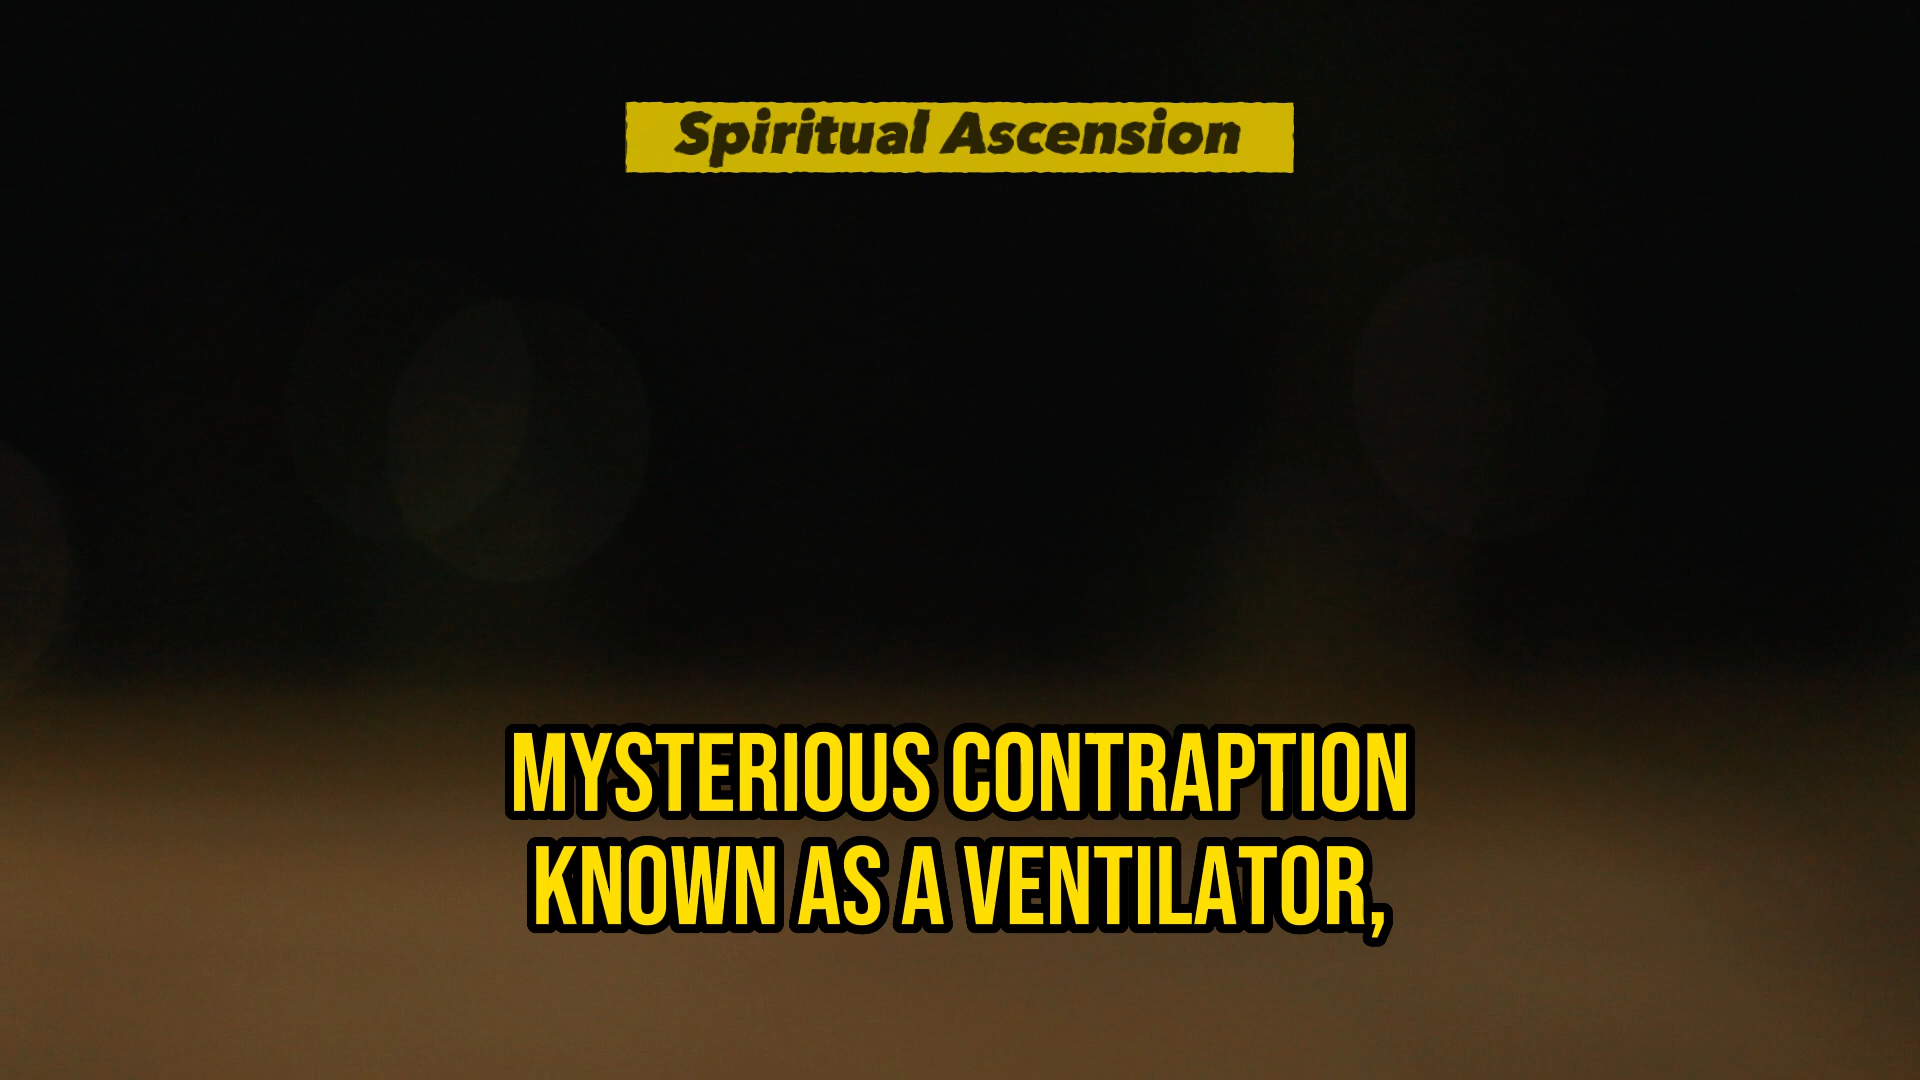 Spiritual Ascension
MYSTERIOUS CONTRAPTION
KNOWN AS A VENTILATOR,